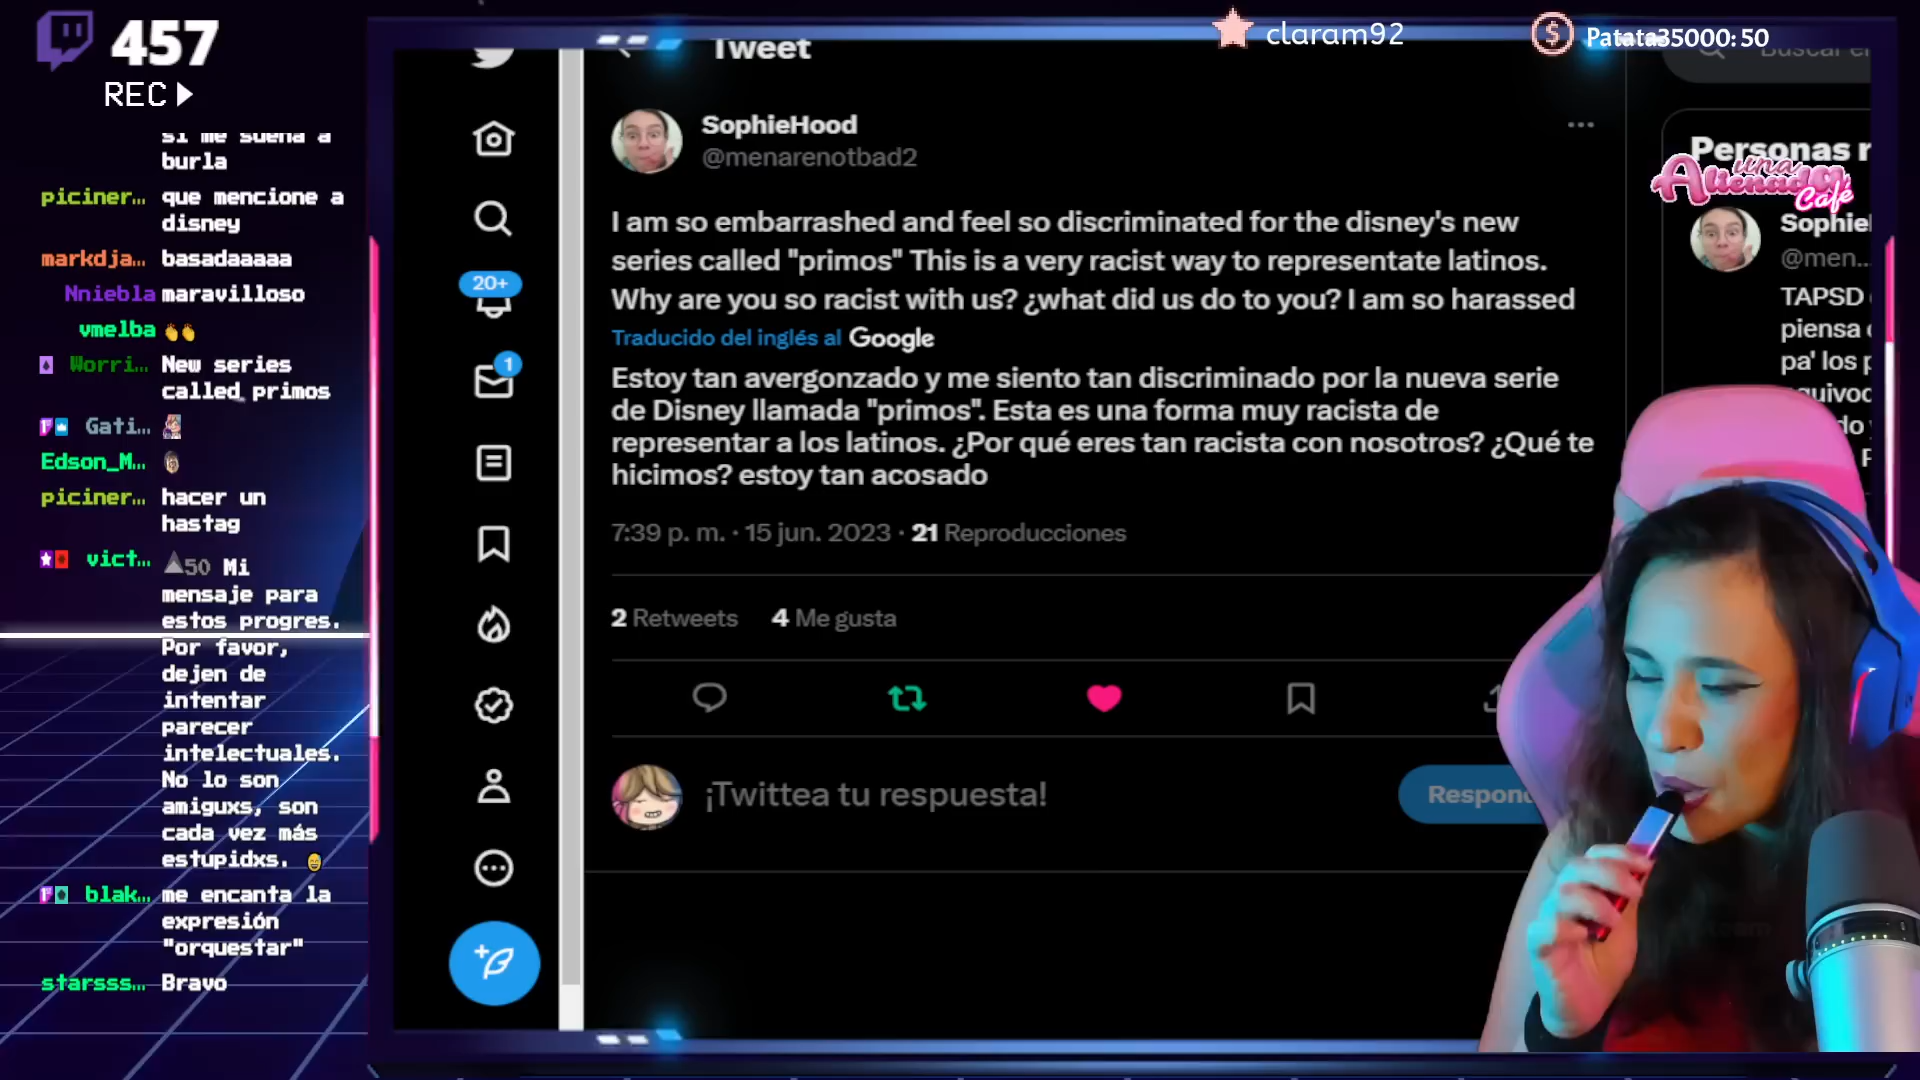 457
REC
claram92
Patata35000: 50
si me suena a
burla
piciner... que mencione a
disney
markdja... basadaaaaa
Nniebla maravilloso
vmelba
Worri... New series
called primos
Gati...
Edson_M...
piciner... hacer un
hastag
vict... 50 Mi
mensaje para
estos progres.
Por favor,
dejen de
intentar
parecer
intelectuales.
No lo son
amiguxs, son
cada vez más
estupidxs.
blak... me encanta la
expresión
"orquestar"
starsss... Bravo
20+
1
Tweet
SophieHood
@menarenotbad2
I am so embarrashed and feel so discriminated for the disney's new
series called "primos" This is a very racist way to representate latinos.
Why are you so racist with us? ¿what did us do to you? I am so harassed
Traducido del inglés al Google
Estoy tan avergonzado y me siento tan discriminado por la nueva serie
de Disney llamada "primos". Esta es una forma muy racista de
representar a los latinos. ¿Por qué eres tan racista con nosotros? ¿Qué te
hicimos? estoy tan acosado
7:39 p. m. · 15 jun. 2023 · 21 Reproducciones
2 Retweets 4 Me gusta
¡Twittea tu respuesta!
Respond
Buscar e
Personas r
una
Alienada
Café
Sophie
@men...
TAPSD
piensa
pa' los p
quivoc